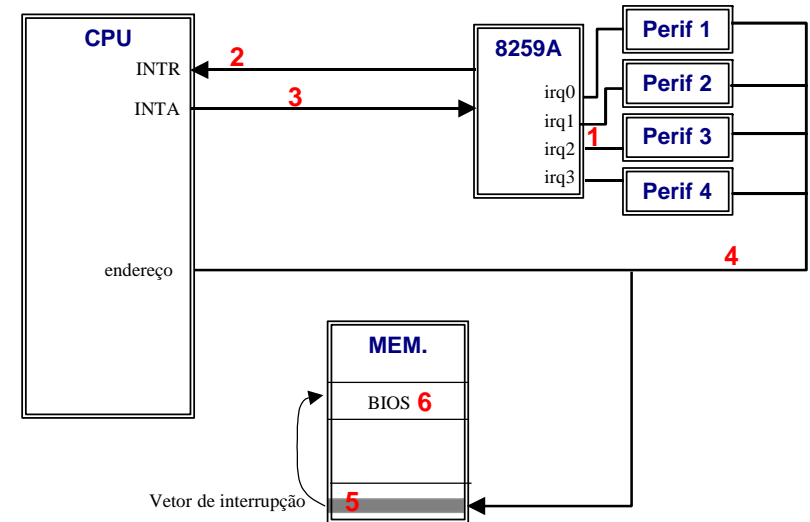 CPU
INTR
INTA
endereço
2
3
8259A
irq0
irq1
irq2
irq3
1
Perif 1
Perif 2
Perif 3
Perif 4
4
MEM.
BIOS 6
Vetor de interrupção 5